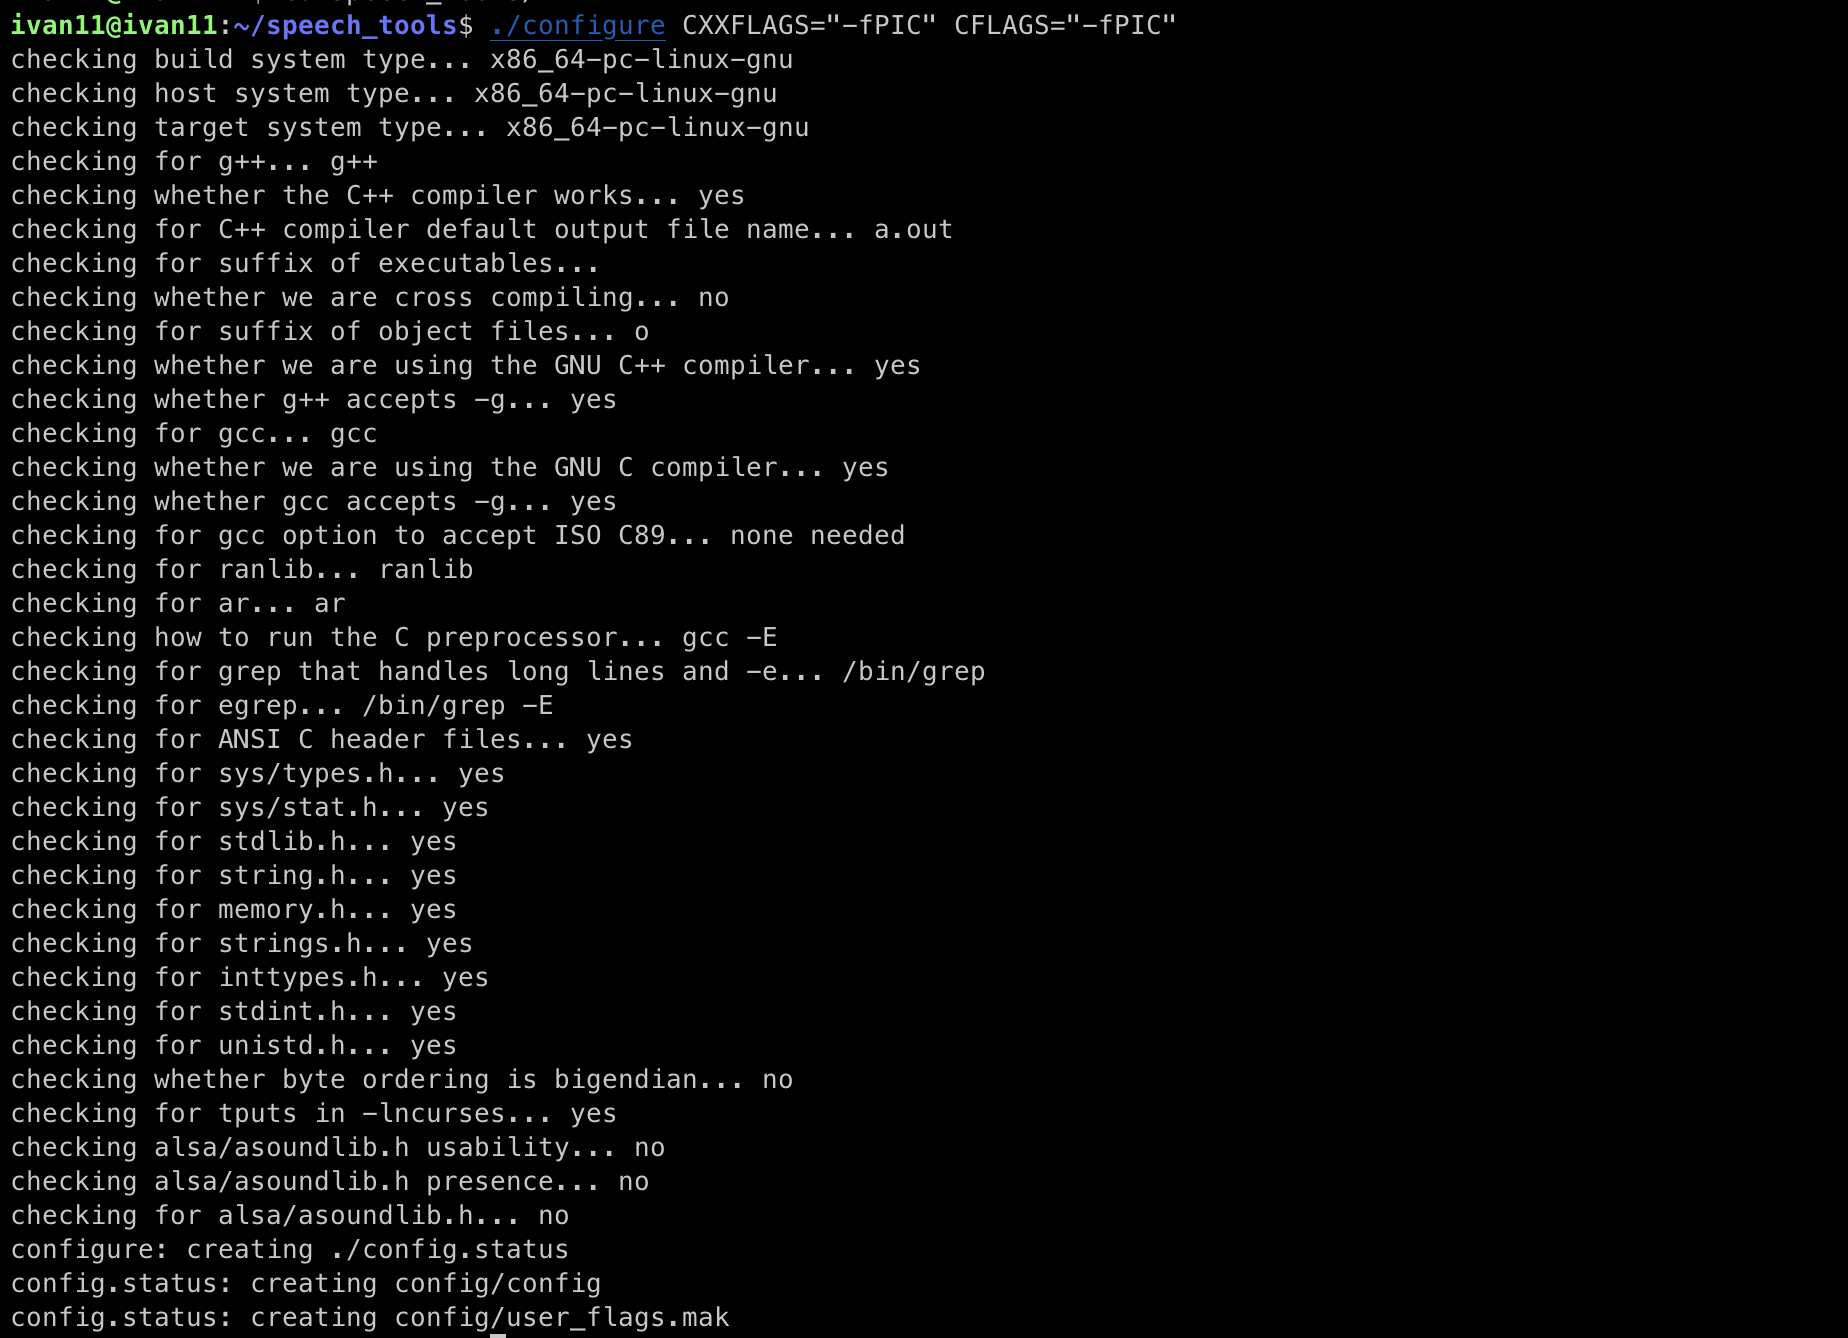 ivan11@ivan11:~/speech_tools$ ./configure CXXFLAGS="-fPIC" CFLAGS="-fPIC"
checking build system type... x86_64-pc-linux-gnu
checking host system type... x86_64-pc-linux-gnu
checking target system type... x86_64-pc-linux-gnu
checking for g++... g++
checking whether the C++ compiler works... yes
checking for C++ compiler default output file name... a.out
checking for suffix of executables...
checking whether we are cross compiling... no
checking for suffix of object files... o
checking whether we are using the GNU C++ compiler... yes
checking whether g++ accepts -g... yes
checking for gcc... gcc
checking whether we are using the GNU C compiler... yes
checking whether gcc accepts -g... yes
checking for gcc option to accept ISO C89... none needed
checking for ranlib... ranlib
checking for ar... ar
checking how to run the C preprocessor... gcc -E
checking for grep that handles long lines and -e... /bin/grep
checking for egrep... /bin/grep -E
checking for ANSI C header files... yes
checking for sys/types.h... yes
checking for sys/stat.h... yes
checking for stdlib.h... yes
checking for string.h... yes
checking for memory.h... yes
checking for strings.h... yes
checking for inttypes.h... yes
checking for stdint.h... yes
checking for unistd.h... yes
checking whether byte ordering is bigendian... no
checking for tputs in -lncurses... yes
checking alsa/asoundlib.h usability... no
checking alsa/asoundlib.h presence... no
checking for alsa/asoundlib.h... no
configure: creating ./config.status
config.status: creating config/config
config.status: creating config/user_flags.mak